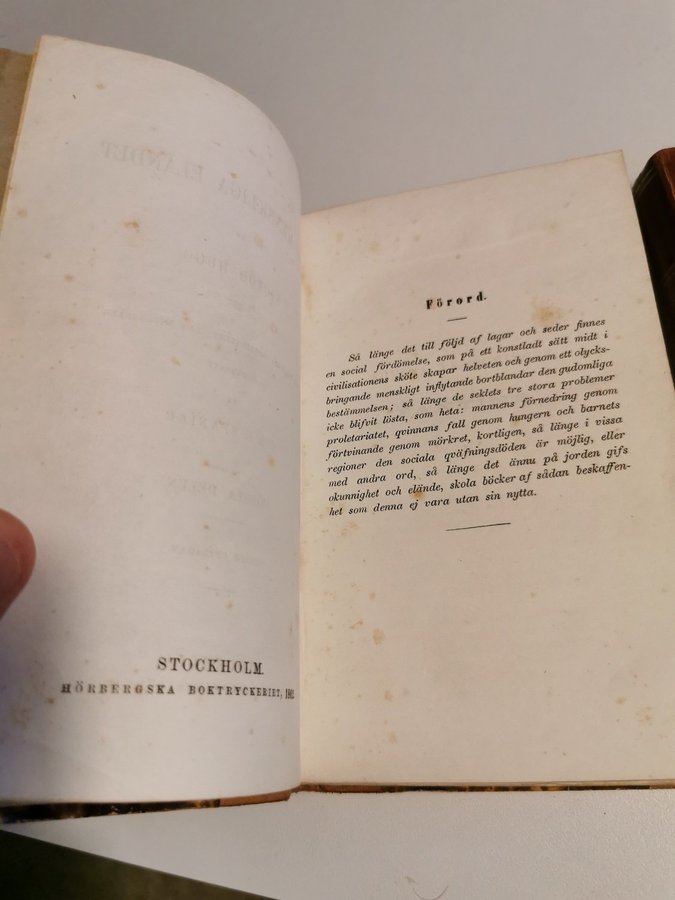 STOCKHOLM.
HÖRBERGSKA BOKTRYCKERIET,
Förord.
Så länge det till följd af lagar och seder finnes
en social fördömelse, som på ett konstladt sätt midt i
civilisationens sköte skapar helveten och genom ett olycks-
bringande menskligt inflytande bortblandar den gudomliga
bestämmelsen; så länge de seklets tre stora problemer
icke blifvit lösta, som heta: mannens förnedring genom
proletariatet, qvinnans fall genom hungern och barnets
förtvinande genom mörkret, kortligen, så länge i vissa
regioner den sociala qväfningsdöden är möjlig, eller
med andra ord, så länge det ännu på jorden gifs
okunnighet och elände, skola böcker af sådan beskaffen-
het som denna ej vara utan sin nytta.